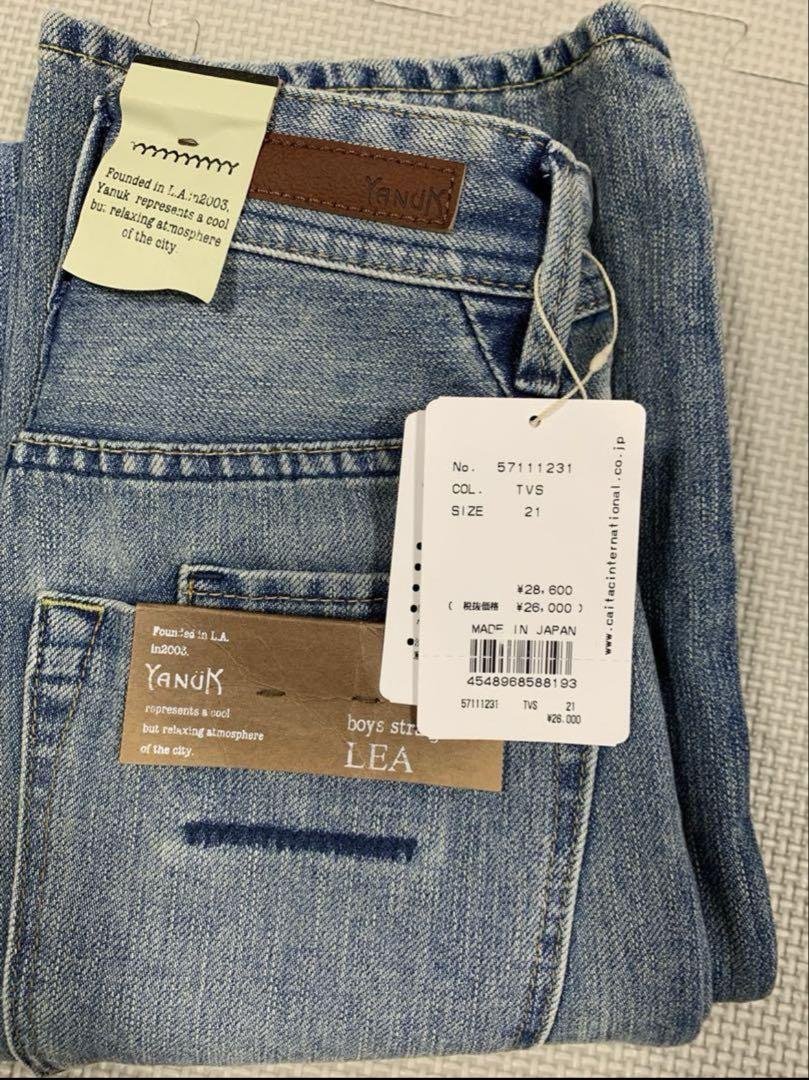 Founded in L.A. in2003,
Yanuk represents a cool
but relaxing atmosphere
of the city.
YANUK
No. 57111231
COL. TVS
SIZE 21
¥28,600
( 税抜価格 ¥26,000 )
MADE IN JAPAN
4548968588193
57111231 TVS 21
¥26.000
www.caitacinternational.co.jp
Founded in L.A.
in2003.
YANÜK
represents a cool
but relaxing atmosphere
of the city.
boys
LEA